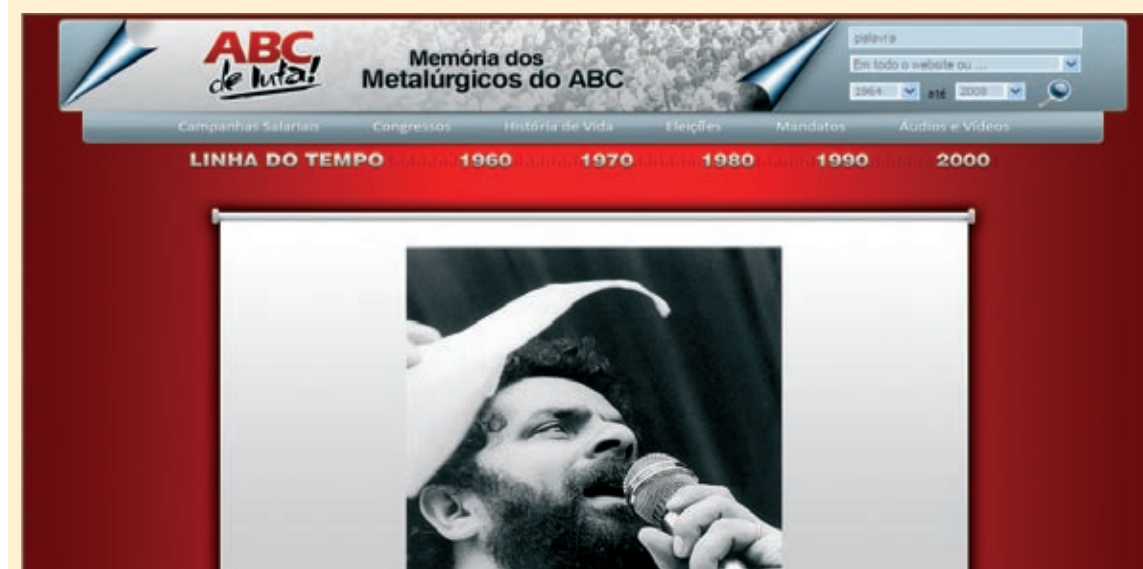 ABC
de luta!
Memória dos
Metalúrgicos do ABC
palavra
Em todo o website ou ...
1964 até 2008
Campanhas Salariais Congressos História de Vida Eleições Mandatos Áudios e Vídeos
LINHA DO TEMPO 1960 1970 1980 1990 2000